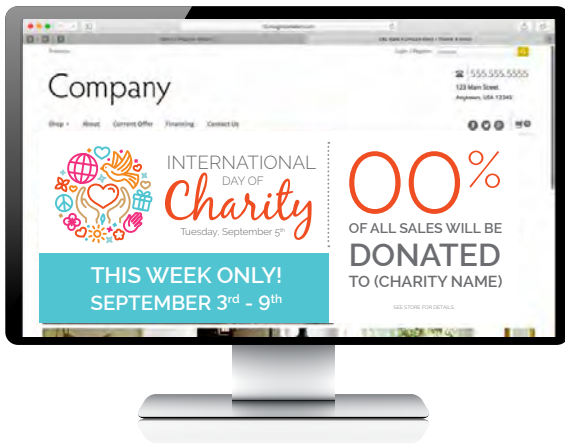 Login / Register
Company
555.555.5555
123 Main Street
Anytown, USA 12345
Shop
About
Current Offer
Financing
Contact Us
INTERNATIONAL
DAY OF
Charity
Tuesday, September 5th
THIS WEEK ONLY!
SEPTEMBER 3rd - 9th
00%
OF ALL SALES WILL BE
DONATED
TO (CHARITY NAME)
SEE STORE FOR DETAILS